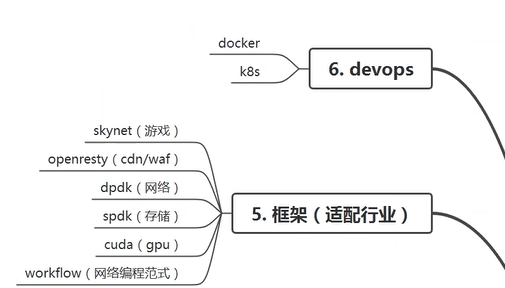 docker
k8s
6. devops
skynet（游戏）
openresty（cdn/waf）
dpdk（网络）
spdk（存储）
cuda（gpu）
workflow（网络编程范式）
5. 框架（适配行业）